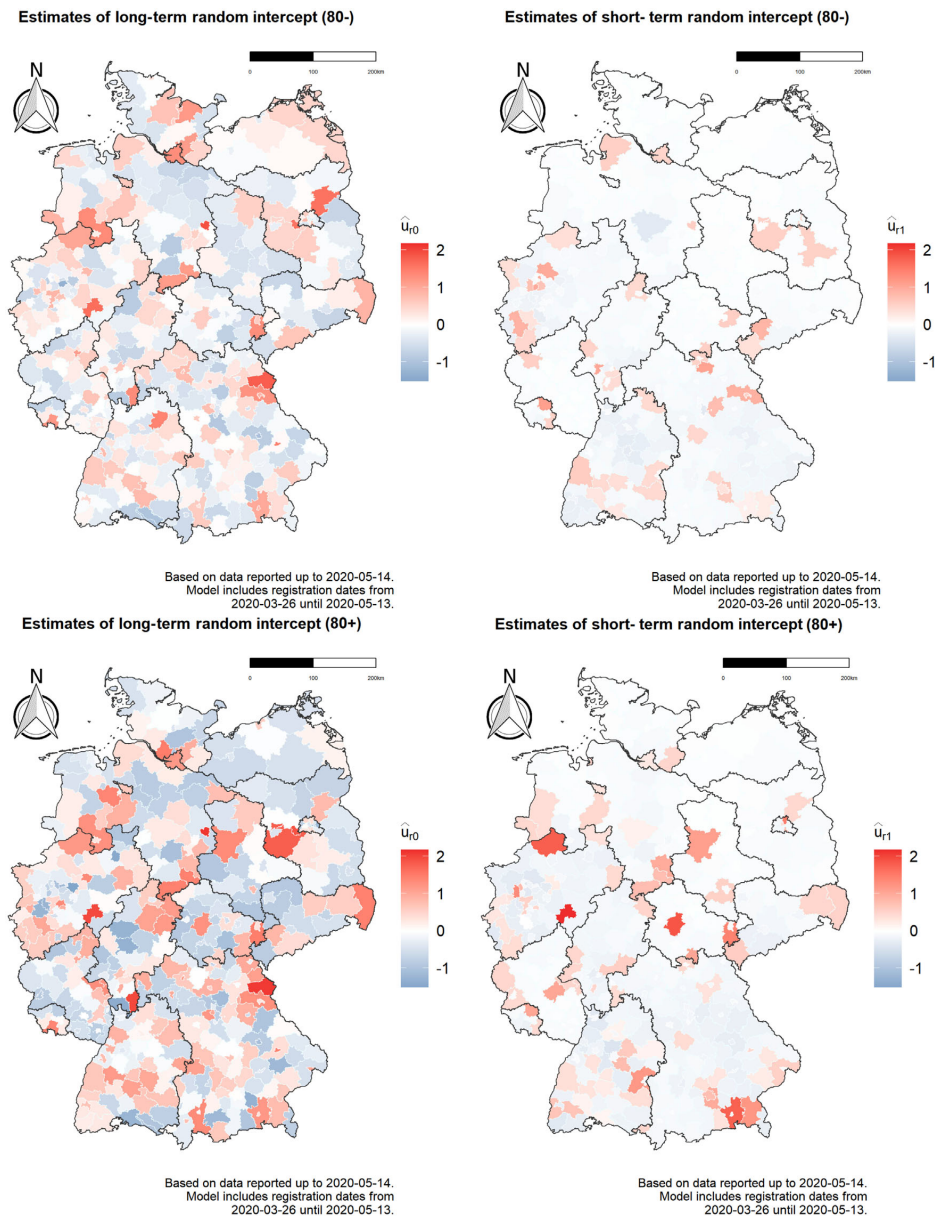 Estimates of long-term random intercept (80-)
0 100 200km
N
û_r0
2
1
0
-1
Based on data reported up to 2020-05-14.
Model includes registration dates from
2020-03-26 until 2020-05-13.
Estimates of short- term random intercept (80-)
0 100 200km
N
û_r1
2
1
0
-1
Based on data reported up to 2020-05-14.
Model includes registration dates from
2020-03-26 until 2020-05-13.
Estimates of long-term random intercept (80+)
0 100 200km
N
û_r0
2
1
0
-1
Based on data reported up to 2020-05-14.
Model includes registration dates from
2020-03-26 until 2020-05-13.
Estimates of short- term random intercept (80+)
0 100 200km
N
û_r1
2
1
0
-1
Based on data reported up to 2020-05-14.
Model includes registration dates from
2020-03-26 until 2020-05-13.